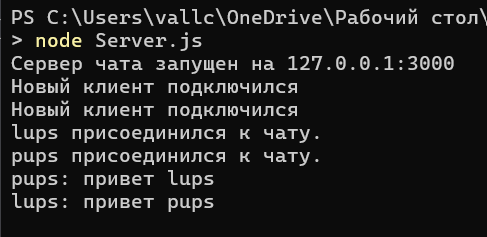 PS C:\Users\vallc\OneDrive\Рабочий стол\
> node Server.js
Сервер чата запущен на 127.0.0.1:3000
Новый клиент подключился
Новый клиент подключился
lups присоединился к чату.
pups присоединился к чату.
pups: привет lups
lups: привет pups